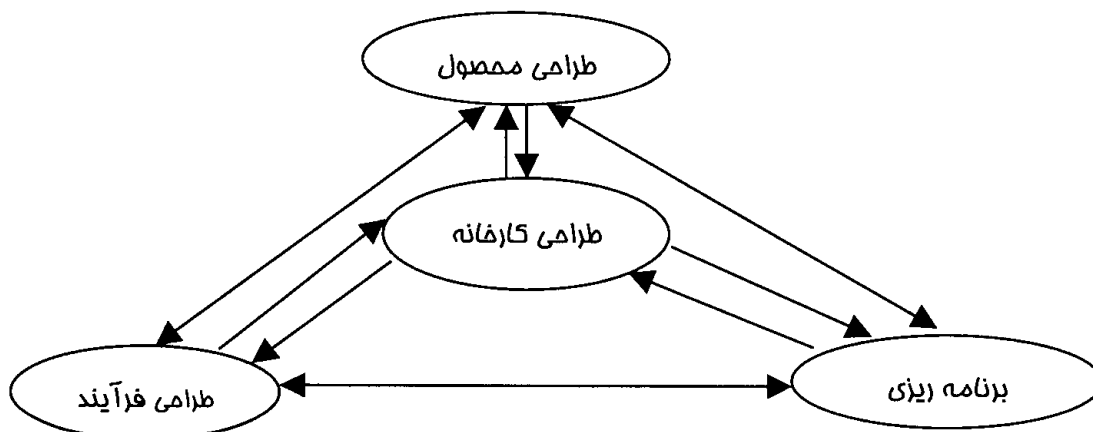 طراحی محصول
طراحی کارخانه
برنامه ریزی
طراحی فرآیند